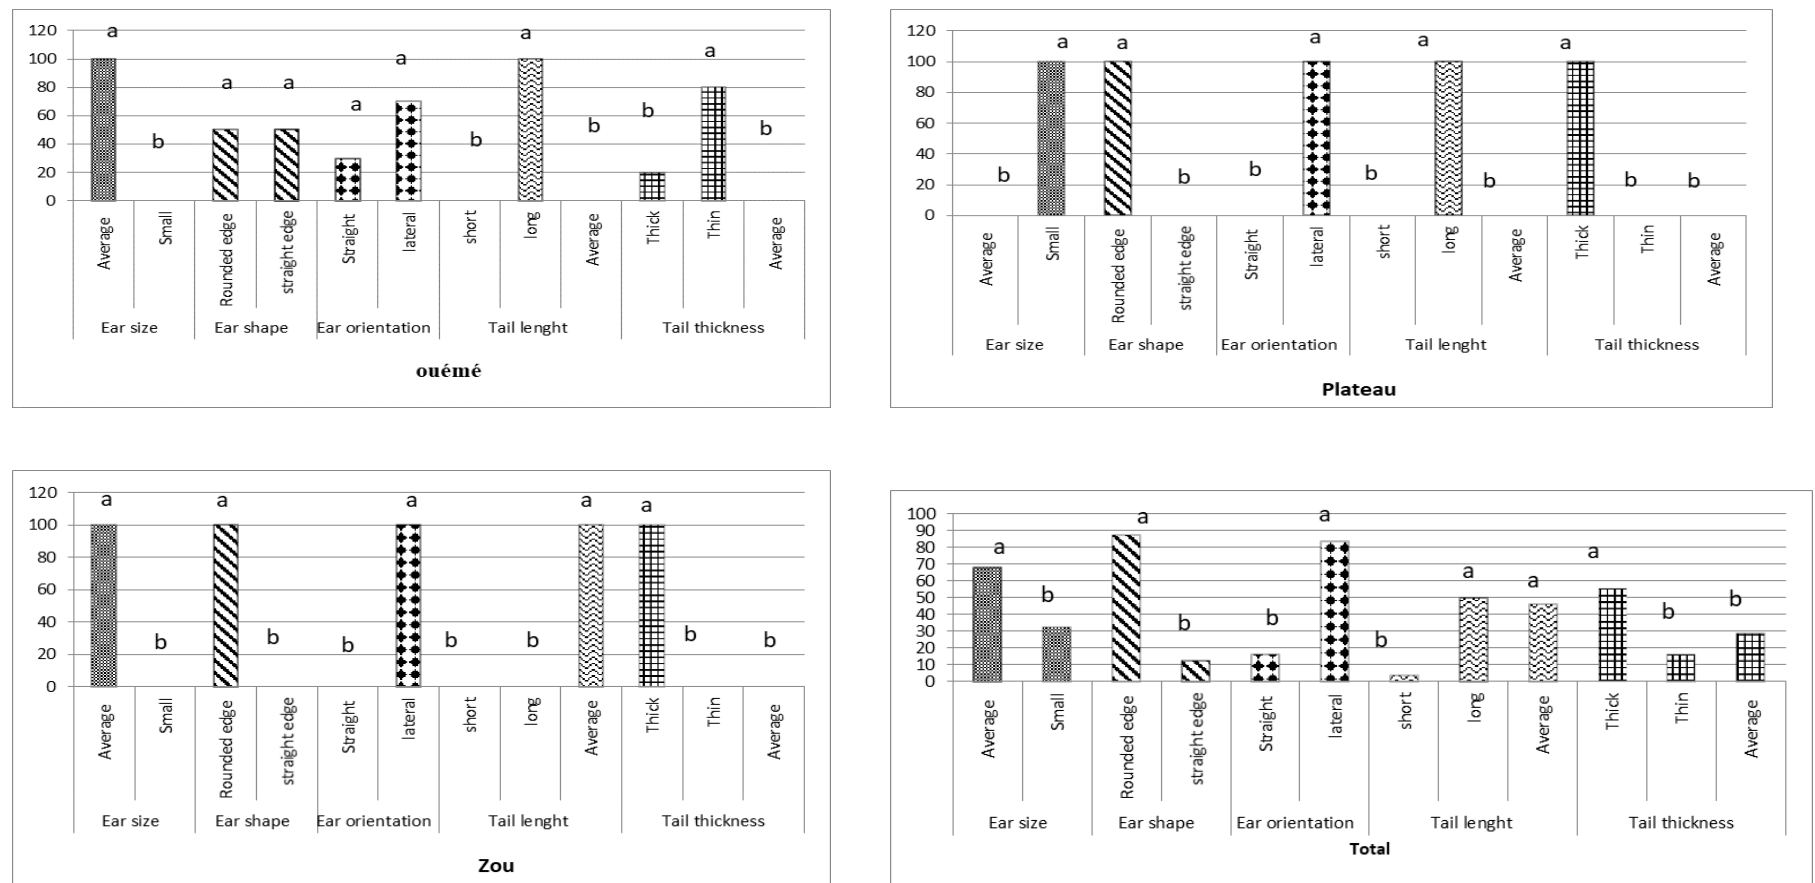 120
100
80
60
40
20
0
a b a a a a b a b b a b
Average Small Rounded edge straight edge Straight lateral short long Average Thick Thin Average
Ear size Ear shape Ear orientation Tail lenght Tail thickness
ouémé
120
100
80
60
40
20
0
b a a b b a b a b a b b
Average Small Rounded edge straight edge Straight lateral short long Average Thick Thin Average
Ear size Ear shape Ear orientation Tail lenght Tail thickness
Plateau
120
100
80
60
40
20
0
a b a b b a b b a a b b
Average Small Rounded edge straight edge Straight lateral short long Average Thick Thin Average
Ear size Ear shape Ear orientation Tail lenght Tail thickness
Zou
100
90
80
70
60
50
40
30
20
10
0
a b a b b a b a a a b b
Average Small Rounded edge straight edge Straight lateral short long Average Thick Thin Average
Ear size Ear shape Ear orientation Tail lenght Tail thickness
Total